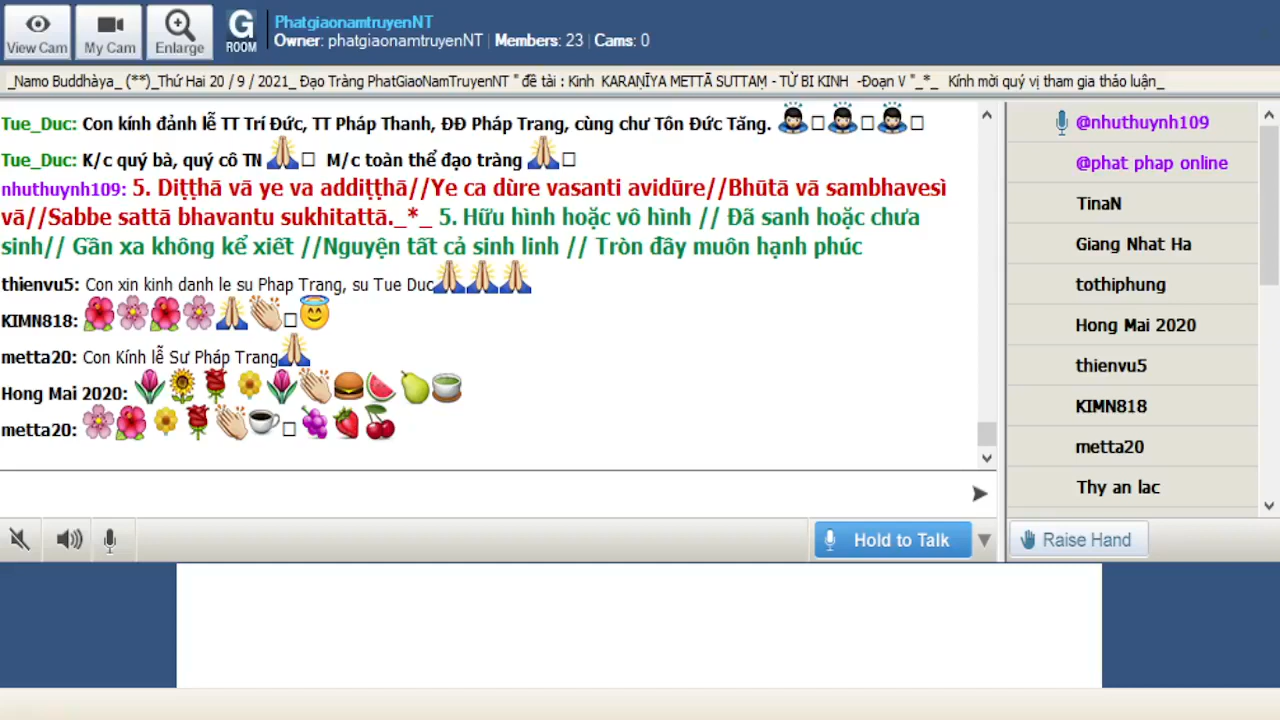 View Cam
My Cam
Enlarge
G
ROOM
PhatgiaonamtruyenNT
Owner: phatgiaonamtruyenNT | Members: 23 | Cams: 0
_Namo Buddhàya_ (**)_Thứ Hai 20 / 9 / 2021_ Đạo Tràng PhatGiaoNamTruyenNT " đề tài : Kinh KARAṆĪYA METTĀ SUTTAṂ - TỪ BI KINH -Đoạn V "_*_ Kính mời quý vị tham gia thảo luận_
Tue_Duc: Con kính đảnh lễ TT Trí Đức, TT Pháp Thanh, ĐĐ Pháp Trang, cùng chư Tôn Đức Tăng.
Tue_Duc: K/c quý bà, quý cô TN M/c toàn thể đạo tràng
nhuthuynh109: 5. Diṭṭhā vā ye va addiṭṭhā//Ye ca dùre vasanti avidūre//Bhūtā vā sambhavesì
vā//Sabbe sattā bhavantu sukhitattā._*_ 5. Hữu hình hoặc vô hình // Đã sanh hoặc chưa
sinh// Gần xa không kể xiết //Nguyện tất cả sinh linh // Tròn đầy muôn hạnh phúc
thienvu5: Con xin kinh danh le su Phap Trang, su Tue Duc
KIMN818:
metta20: Con Kính lễ Sư Pháp Trang
Hong Mai 2020:
metta20:
@nhuthuynh109
@phat phap online
TinaN
Giang Nhat Ha
tothiphung
Hong Mai 2020
thienvu5
KIMN818
metta20
Thy an lac
Hold to Talk
Raise Hand